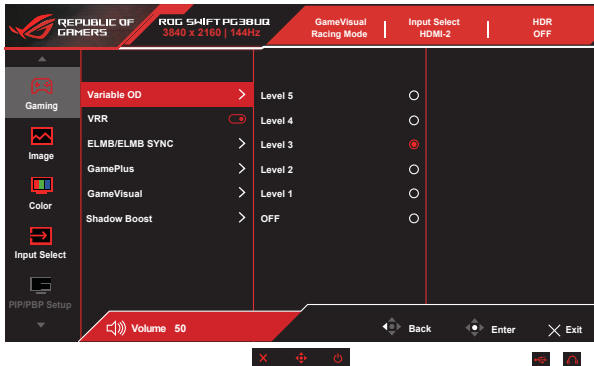 REPUBLIC OF
GAMERS
ROG SWIFT PG38UQ
3840 x 2160 | 144Hz
GameVisual
Racing Mode
Input Select
HDMI-2
HDR
OFF
Gaming
Image
Color
Input Select
PIP/PBP Setup
Variable OD
VRR
ELMB/ELMB SYNC
GamePlus
GameVisual
Shadow Boost
Level 5
Level 4
Level 3
Level 2
Level 1
OFF
Volume 50
Back
Enter
Exit